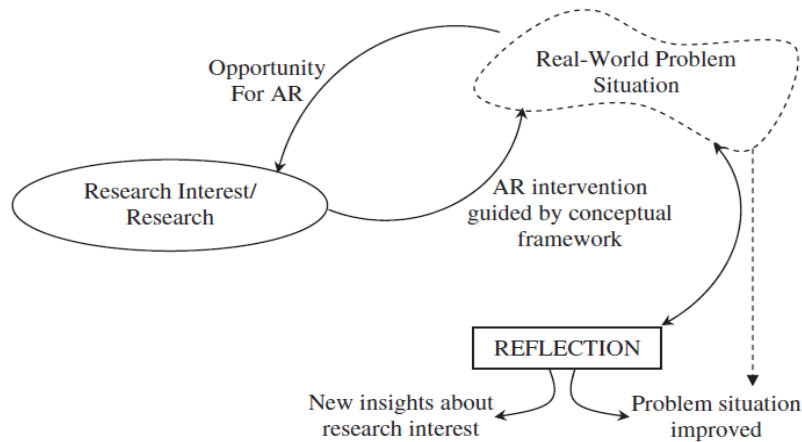 Real-World Problem
Situation
Opportunity
For AR
Research Interest/
Research
AR intervention
guided by conceptual
framework
REFLECTION
New insights about
research interest
Problem situation
improved